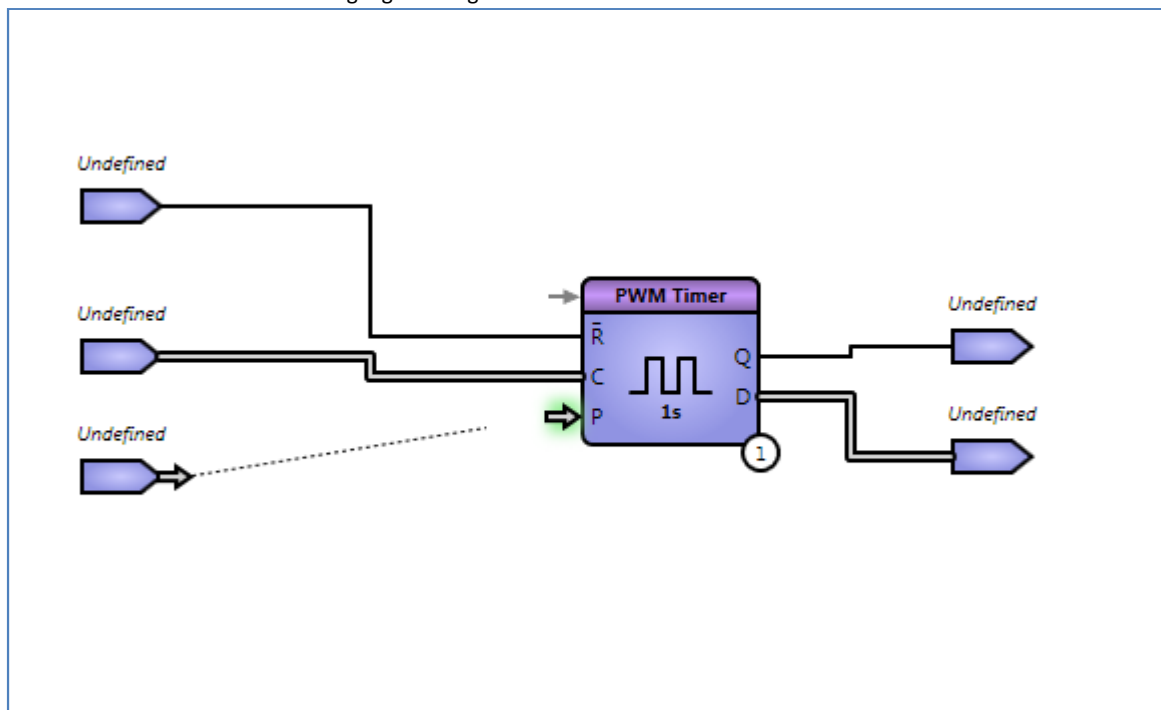 Undefined
Undefined
Undefined
PWM Timer
R̄
C
P
1s
Q
D
1
Undefined
Undefined